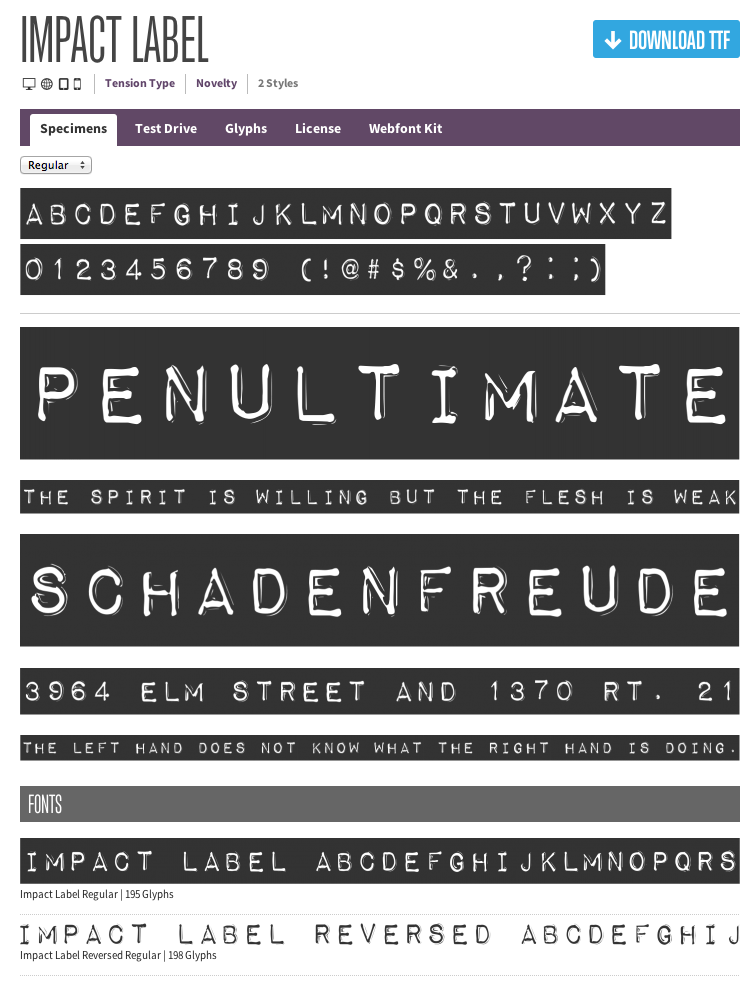 IMPACT LABEL
DOWNLOAD TTF
Tension Type Novelty 2 Styles
Specimens Test Drive Glyphs License Webfont Kit
Regular
ABCDEFGHIJKLMNOPQRSTUVWXYZ
0123456789 (!@#$%&.,?:;)
PENULTIMATE
THE SPIRIT IS WILLING BUT THE FLESH IS WEAK
SCHADENFREUDE
3964 ELM STREET AND 1370 RT. 21
THE LEFT HAND DOES NOT KNOW WHAT THE RIGHT HAND IS DOING.
FONTS
IMPACT LABEL ABCDEFGHIJKLMNOPQRS
Impact Label Regular | 195 Glyphs
IMPACT LABEL REVERSED ABCDEFGHIJ
Impact Label Reversed Regular | 198 Glyphs